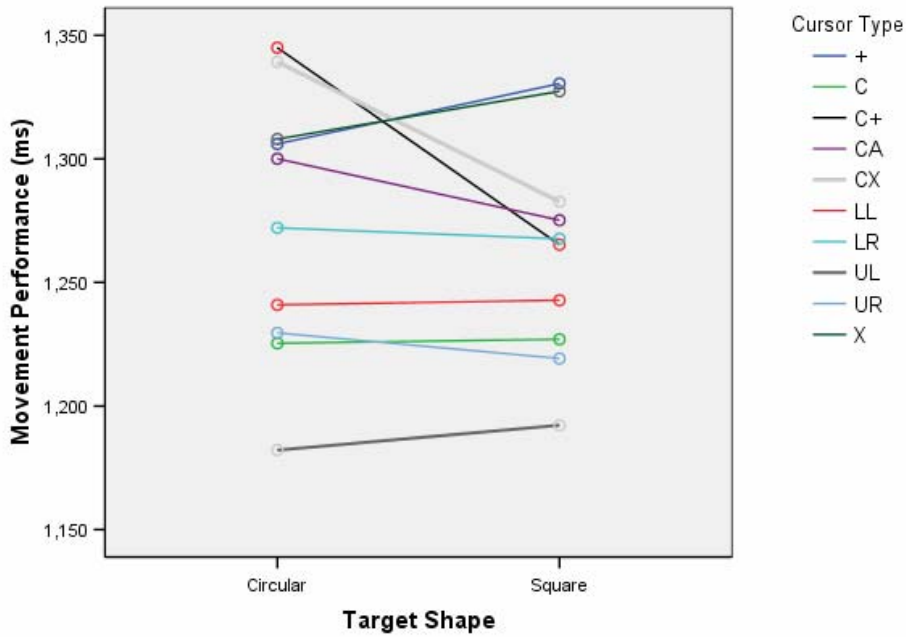 Cursor Type
+
C
C+
CA
CX
LL
LR
UL
UR
X
Movement Performance (ms)
1,350
1,300
1,250
1,200
1,150
Circular
Square
Target Shape